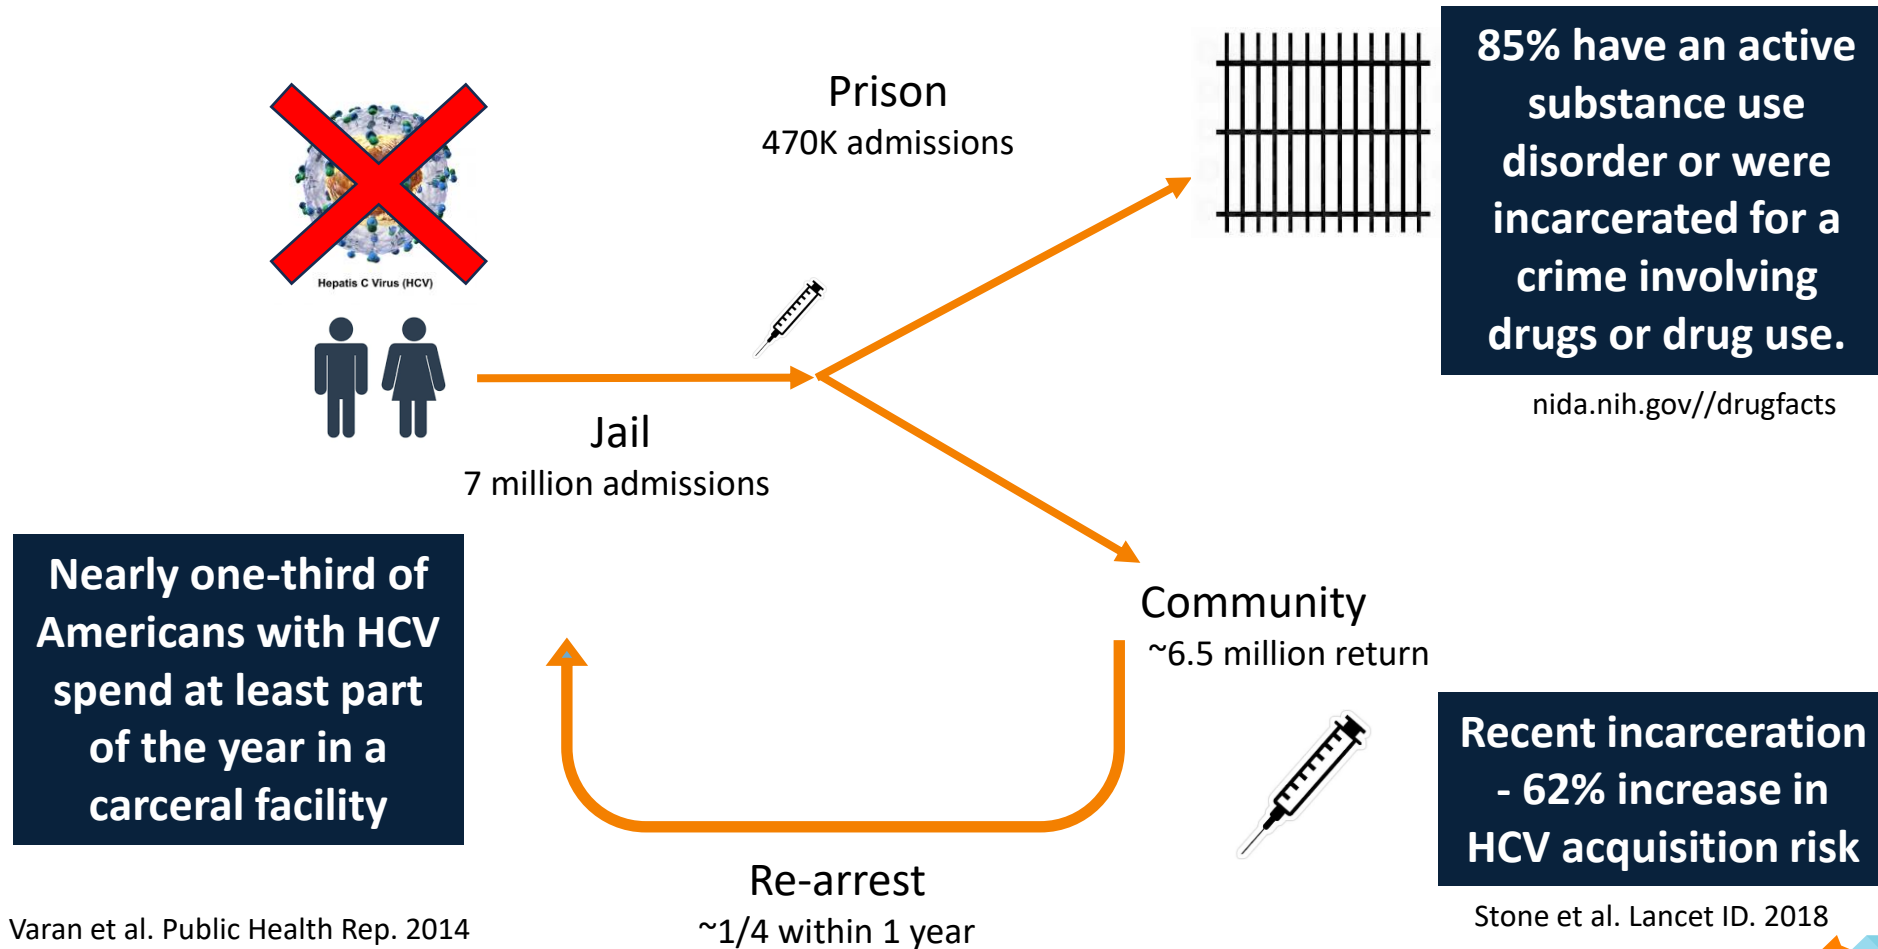 Prison
470K admissions
85% have an active
substance use
disorder or were
incarcerated for a
crime involving
drugs or drug use.
nida.nih.gov//drugfacts
Hepatis C Virus (HCV)
Jail
7 million admissions
Nearly one-third of
Americans with HCV
spend at least part
of the year in a
carceral facility
Varan et al. Public Health Rep. 2014
Community
~6.5 million return
Re-arrest
~1/4 within 1 year
Recent incarceration
- 62% increase in
HCV acquisition risk
Stone et al. Lancet ID. 2018